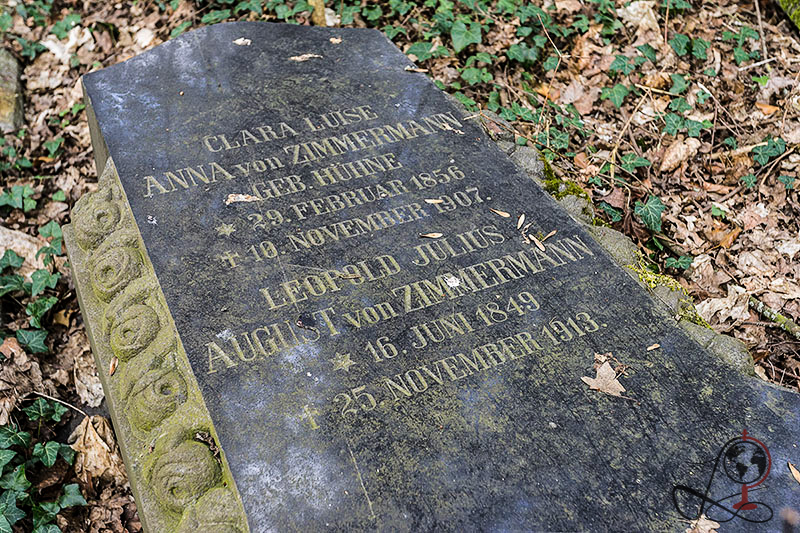 CLARA LUISE
ANNA von ZIMMERMANN
GEB. HUHNE
* 29. FEBRUAR 1856
† 10. NOVEMBER 1907.
LEOPOLD JULIUS
AUGUST von ZIMMERMANN
* 16. JUNI 1849
† 25. NOVEMBER 1913.